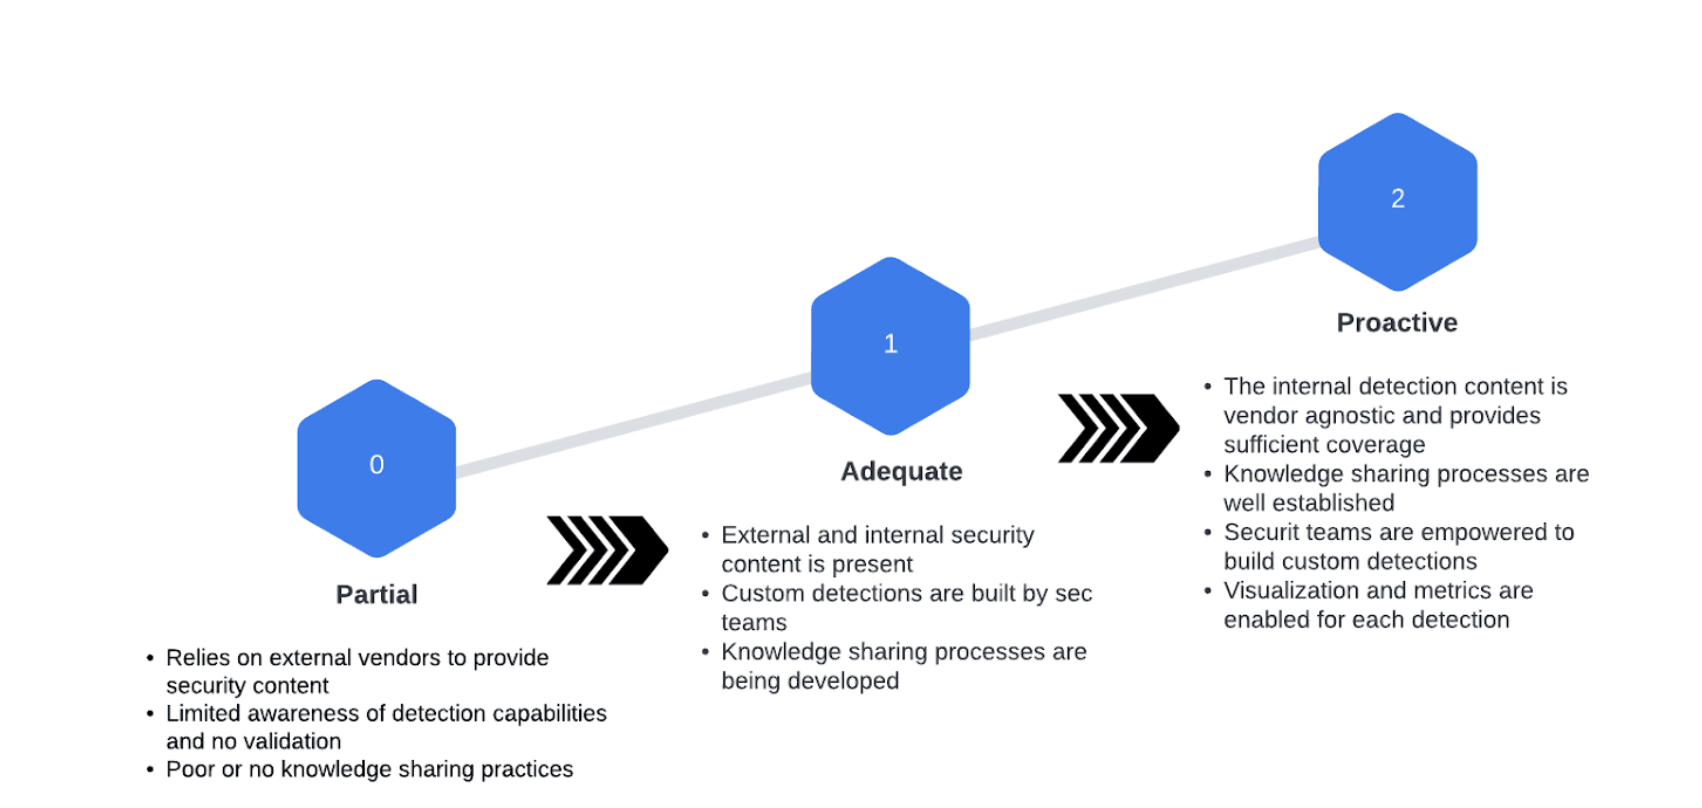 0
Partial
• Relies on external vendors to provide
security content
• Limited awareness of detection capabilities
and no validation
• Poor or no knowledge sharing practices
1
Adequate
• External and internal security
content is present
• Custom detections are built by sec
teams
• Knowledge sharing processes are
being developed
2
Proactive
• The internal detection content is
vendor agnostic and provides
sufficient coverage
• Knowledge sharing processes are
well established
• Securit teams are empowered to
build custom detections
• Visualization and metrics are
enabled for each detection